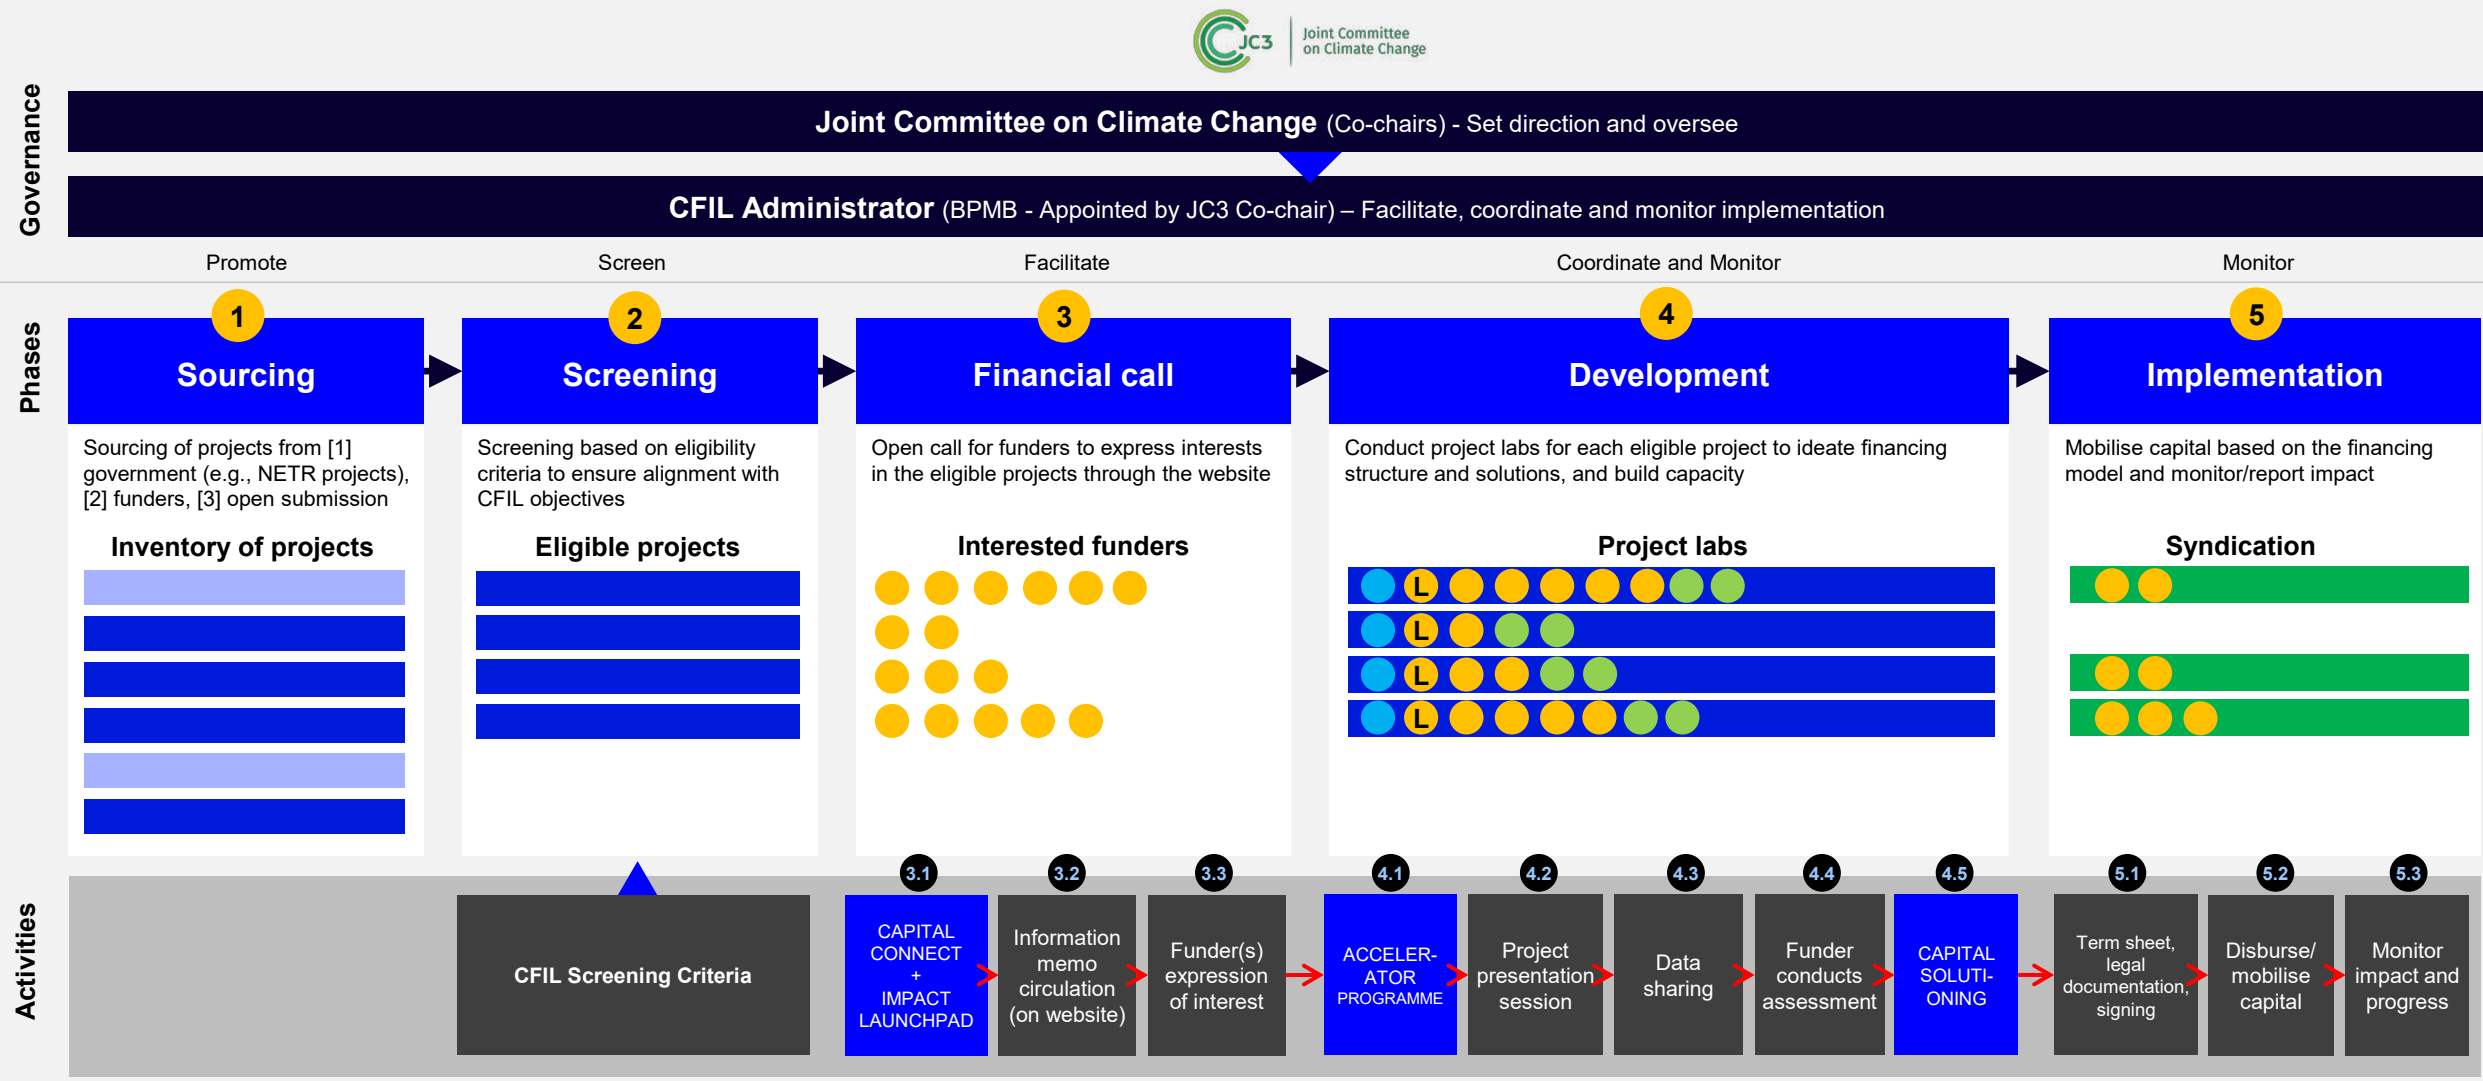 JC3
Joint Committee
on Climate Change
Governance
Joint Committee on Climate Change (Co-chairs) - Set direction and oversee
CFIL Administrator (BPMB - Appointed by JC3 Co-chair) – Facilitate, coordinate and monitor implementation
Promote
Screen
Facilitate
Coordinate and Monitor
Monitor
Phases
1
Sourcing
Sourcing of projects from [1]
government (e.g., NETR projects),
[2] funders, [3] open submission
Inventory of projects
2
Screening
Screening based on eligibility
criteria to ensure alignment with
CFIL objectives
Eligible projects
3
Financial call
Open call for funders to express interests
in the eligible projects through the website
Interested funders
4
Development
Conduct project labs for each eligible project to ideate financing
structure and solutions, and build capacity
Project labs
L
L
L
L
5
Implementation
Mobilise capital based on the financing
model and monitor/report impact
Syndication
Activities
CFIL Screening Criteria
3.1
CAPITAL
CONNECT
+
IMPACT
LAUNCHPAD
3.2
Information
memo
circulation
(on website)
3.3
Funder(s)
expression
of interest
4.1
ACCELER-
ATOR
PROGRAMME
4.2
Project
presentation
session
4.3
Data
sharing
4.4
Funder
conducts
assessment
4.5
CAPITAL
SOLUTI-
ONING
5.1
Term sheet,
legal
documentation,
signing
5.2
Disburse/
mobilise
capital
5.3
Monitor
impact and
progress